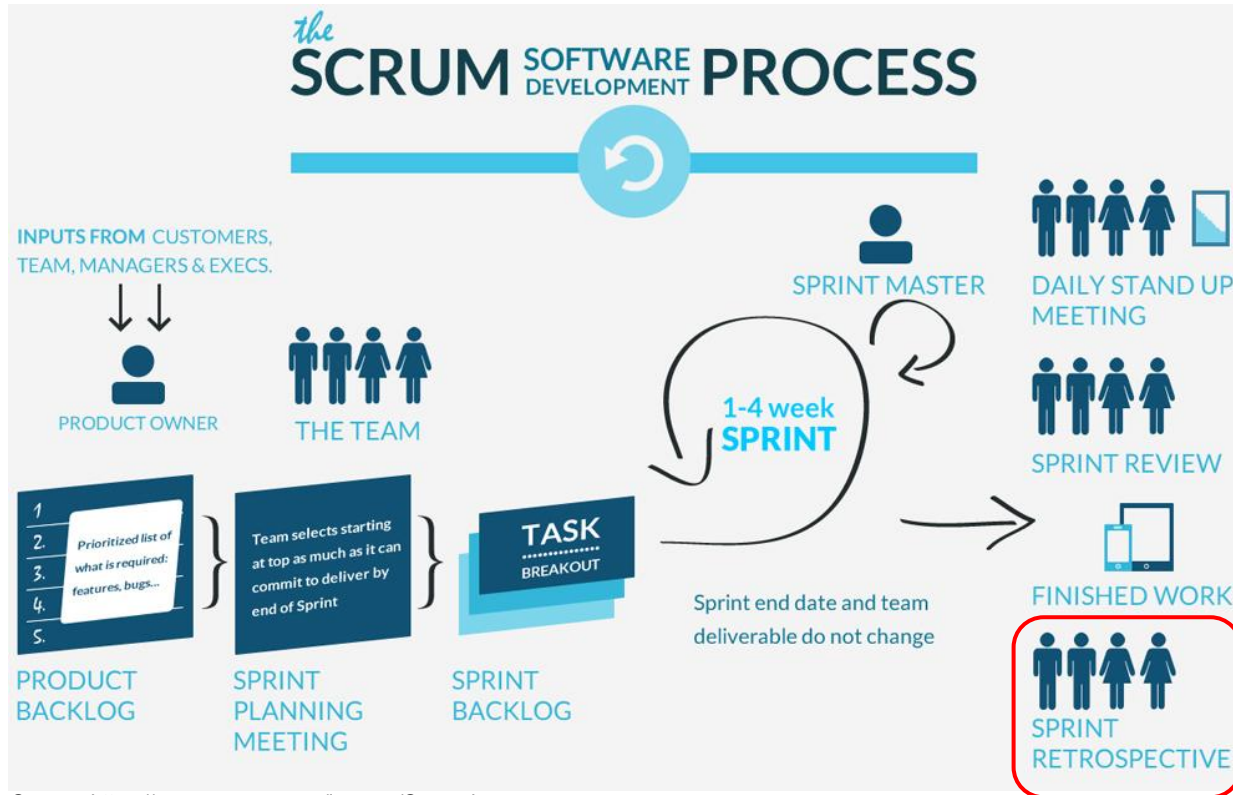 the
SCRUM SOFTWARE DEVELOPMENT PROCESS
INPUTS FROM CUSTOMERS,
TEAM, MANAGERS & EXECS.
PRODUCT OWNER
THE TEAM
1
2.
3.
4.
5.
Prioritized list of
what is required:
features, bugs...
PRODUCT
BACKLOG
Team selects starting
at top as much as it can
commit to deliver by
end of Sprint
SPRINT
PLANNING
MEETING
TASK
BREAKOUT
SPRINT
BACKLOG
1-4 week
SPRINT
SPRINT MASTER
Sprint end date and team
deliverable do not change
DAILY STAND UP
MEETING
SPRINT REVIEW
FINISHED WORK
SPRINT
RETROSPECTIVE